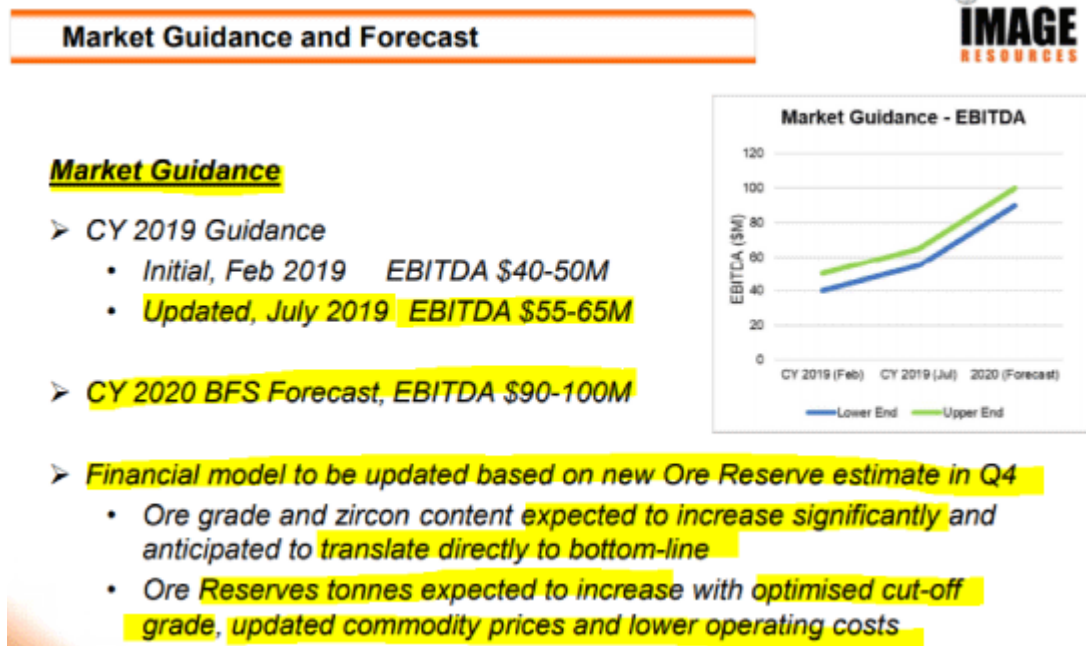 Market Guidance and Forecast
IMAGE
RESOURCES
Market Guidance - EBITDA
120
100
80
60
40
20
0
EBITDA ($M)
CY 2019 (Feb) CY 2019 (Jul) 2020 (Forecast)
Lower End Upper End
Market Guidance
➢ CY 2019 Guidance
• Initial, Feb 2019 EBITDA $40-50M
• Updated, July 2019 EBITDA $55-65M
➢ CY 2020 BFS Forecast, EBITDA $90-100M
➢ Financial model to be updated based on new Ore Reserve estimate in Q4
• Ore grade and zircon content expected to increase significantly and
anticipated to translate directly to bottom-line
• Ore Reserves tonnes expected to increase with optimised cut-off
grade, updated commodity prices and lower operating costs